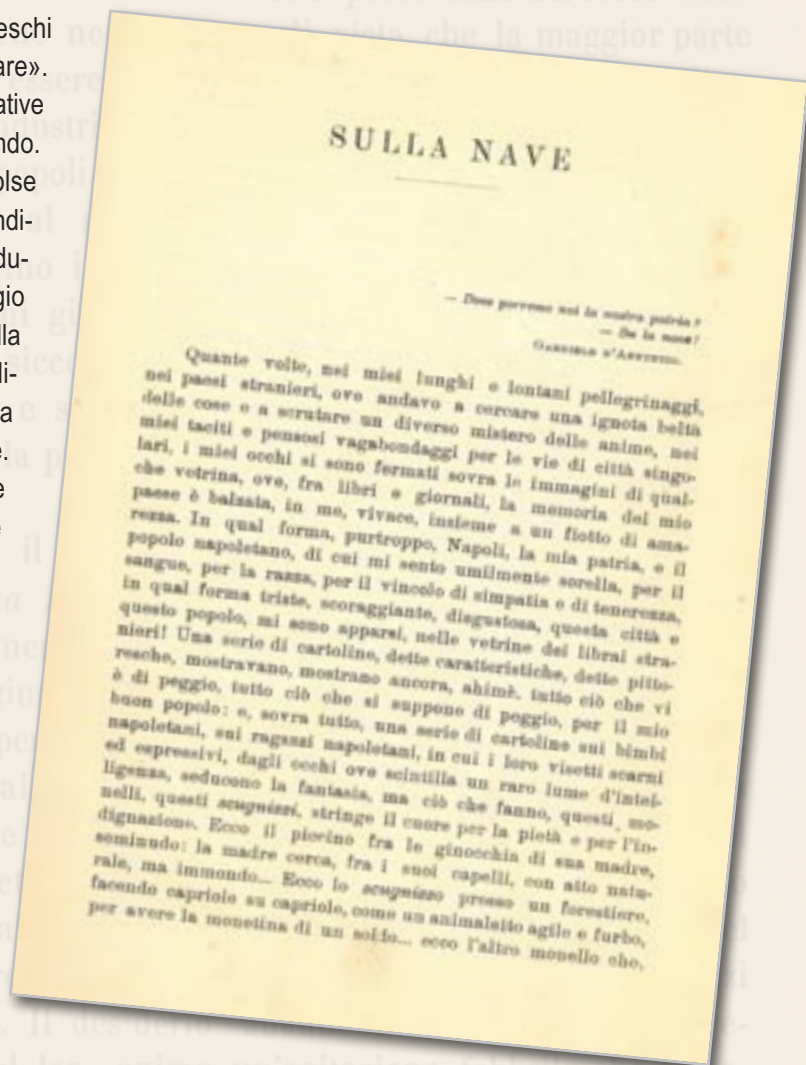 eschi
are».
ative
ndo.
olse
ndi-
du-
gio
lla
di-
a
e.
e
SULLA NAVE
— Dove porremo noi la nostra patria?
— Su la nave!
GABRIELE D'ANNUNZIO.
Quante volte, nei miei lunghi e lontani pellegrinaggi,
nei paesi stranieri, ove andavo a cercare una ignota beltà
delle cose e a scrutare un diverso mistero delle anime, nei
miei taciti e pensosi vagabondaggi per le vie di città singo-
lari, i miei occhi si sono fermati sovra le immagini di qual-
che vetrina, ove, fra libri e giornali, la memoria del mio
paese è balzata, in me, vivace, insieme a un fiotto di ama-
rezza. In qual forma, purtroppo, Napoli, la mia patria, e il
popolo napoletano, di cui mi sento umilmente sorella, per il
sangue, per la razza, per il vincolo di simpatia e di tenerezza,
in qual forma triste, scoraggiante, disgustosa, questa città e
questo popolo, mi sono apparsi, nelle vetrine dei librai stra-
nieri! Una serie di cartoline, dette caratteristiche, dette pitto-
resche, mostravano, mostrano ancora, ahimè, tutto ciò che vi
è di peggio, tutto ciò che si suppone di peggio, per il mio
buon popolo: e, sovra tutto, una serie di cartoline sui bimbi
napoletani, sui ragazzi napoletani, in cui i loro visetti scarni
ed espressivi, dagli occhi ove scintilla un raro lume d'intel-
ligenza, seducono la fantasia, ma ciò che fanno, questi mo-
nelli, questi scugnizzi, stringe il cuore per la pietà e per l'in-
dignazione. Ecco il piccino fra le ginocchia di sua madre,
seminudo: la madre cerca, fra i suoi capelli, con atto natu-
rale, ma immondo... Ecco lo scugnizzo presso un forestiere,
facendo capriole su capriole, come un animaletto agile e furbo,
per avere la monetina di un soldo... ecco l'altro monello che,